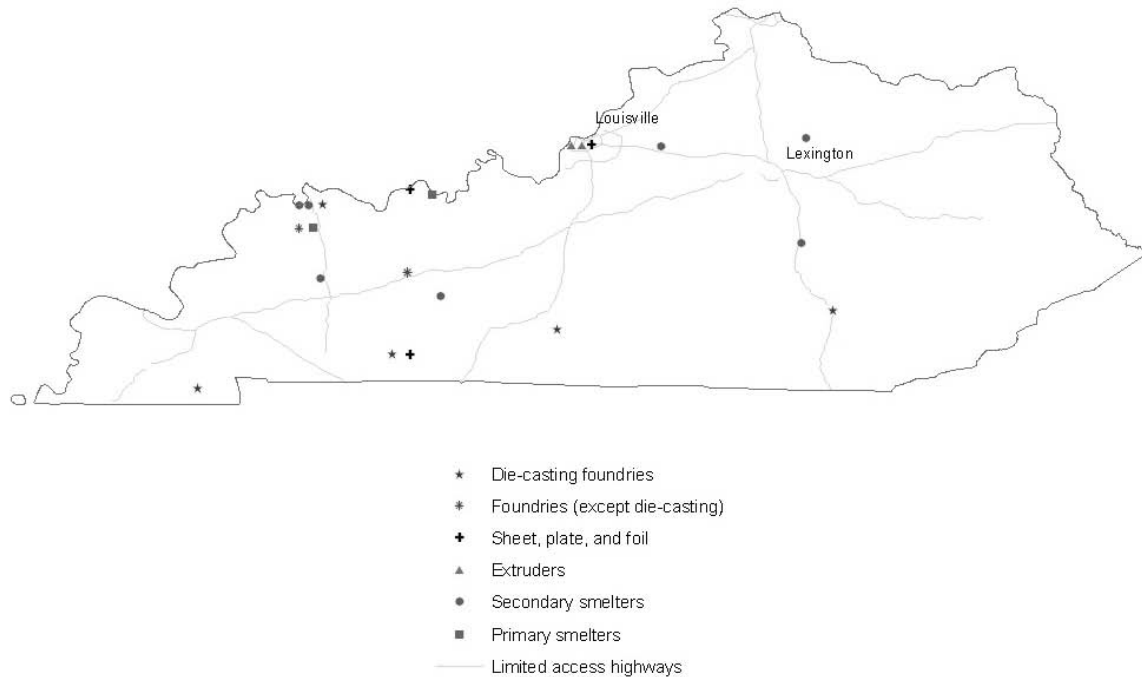 Louisville
Lexington
Die-casting foundries
Foundries (except die-casting)
Sheet, plate, and foil
Extruders
Secondary smelters
Primary smelters
Limited access highways